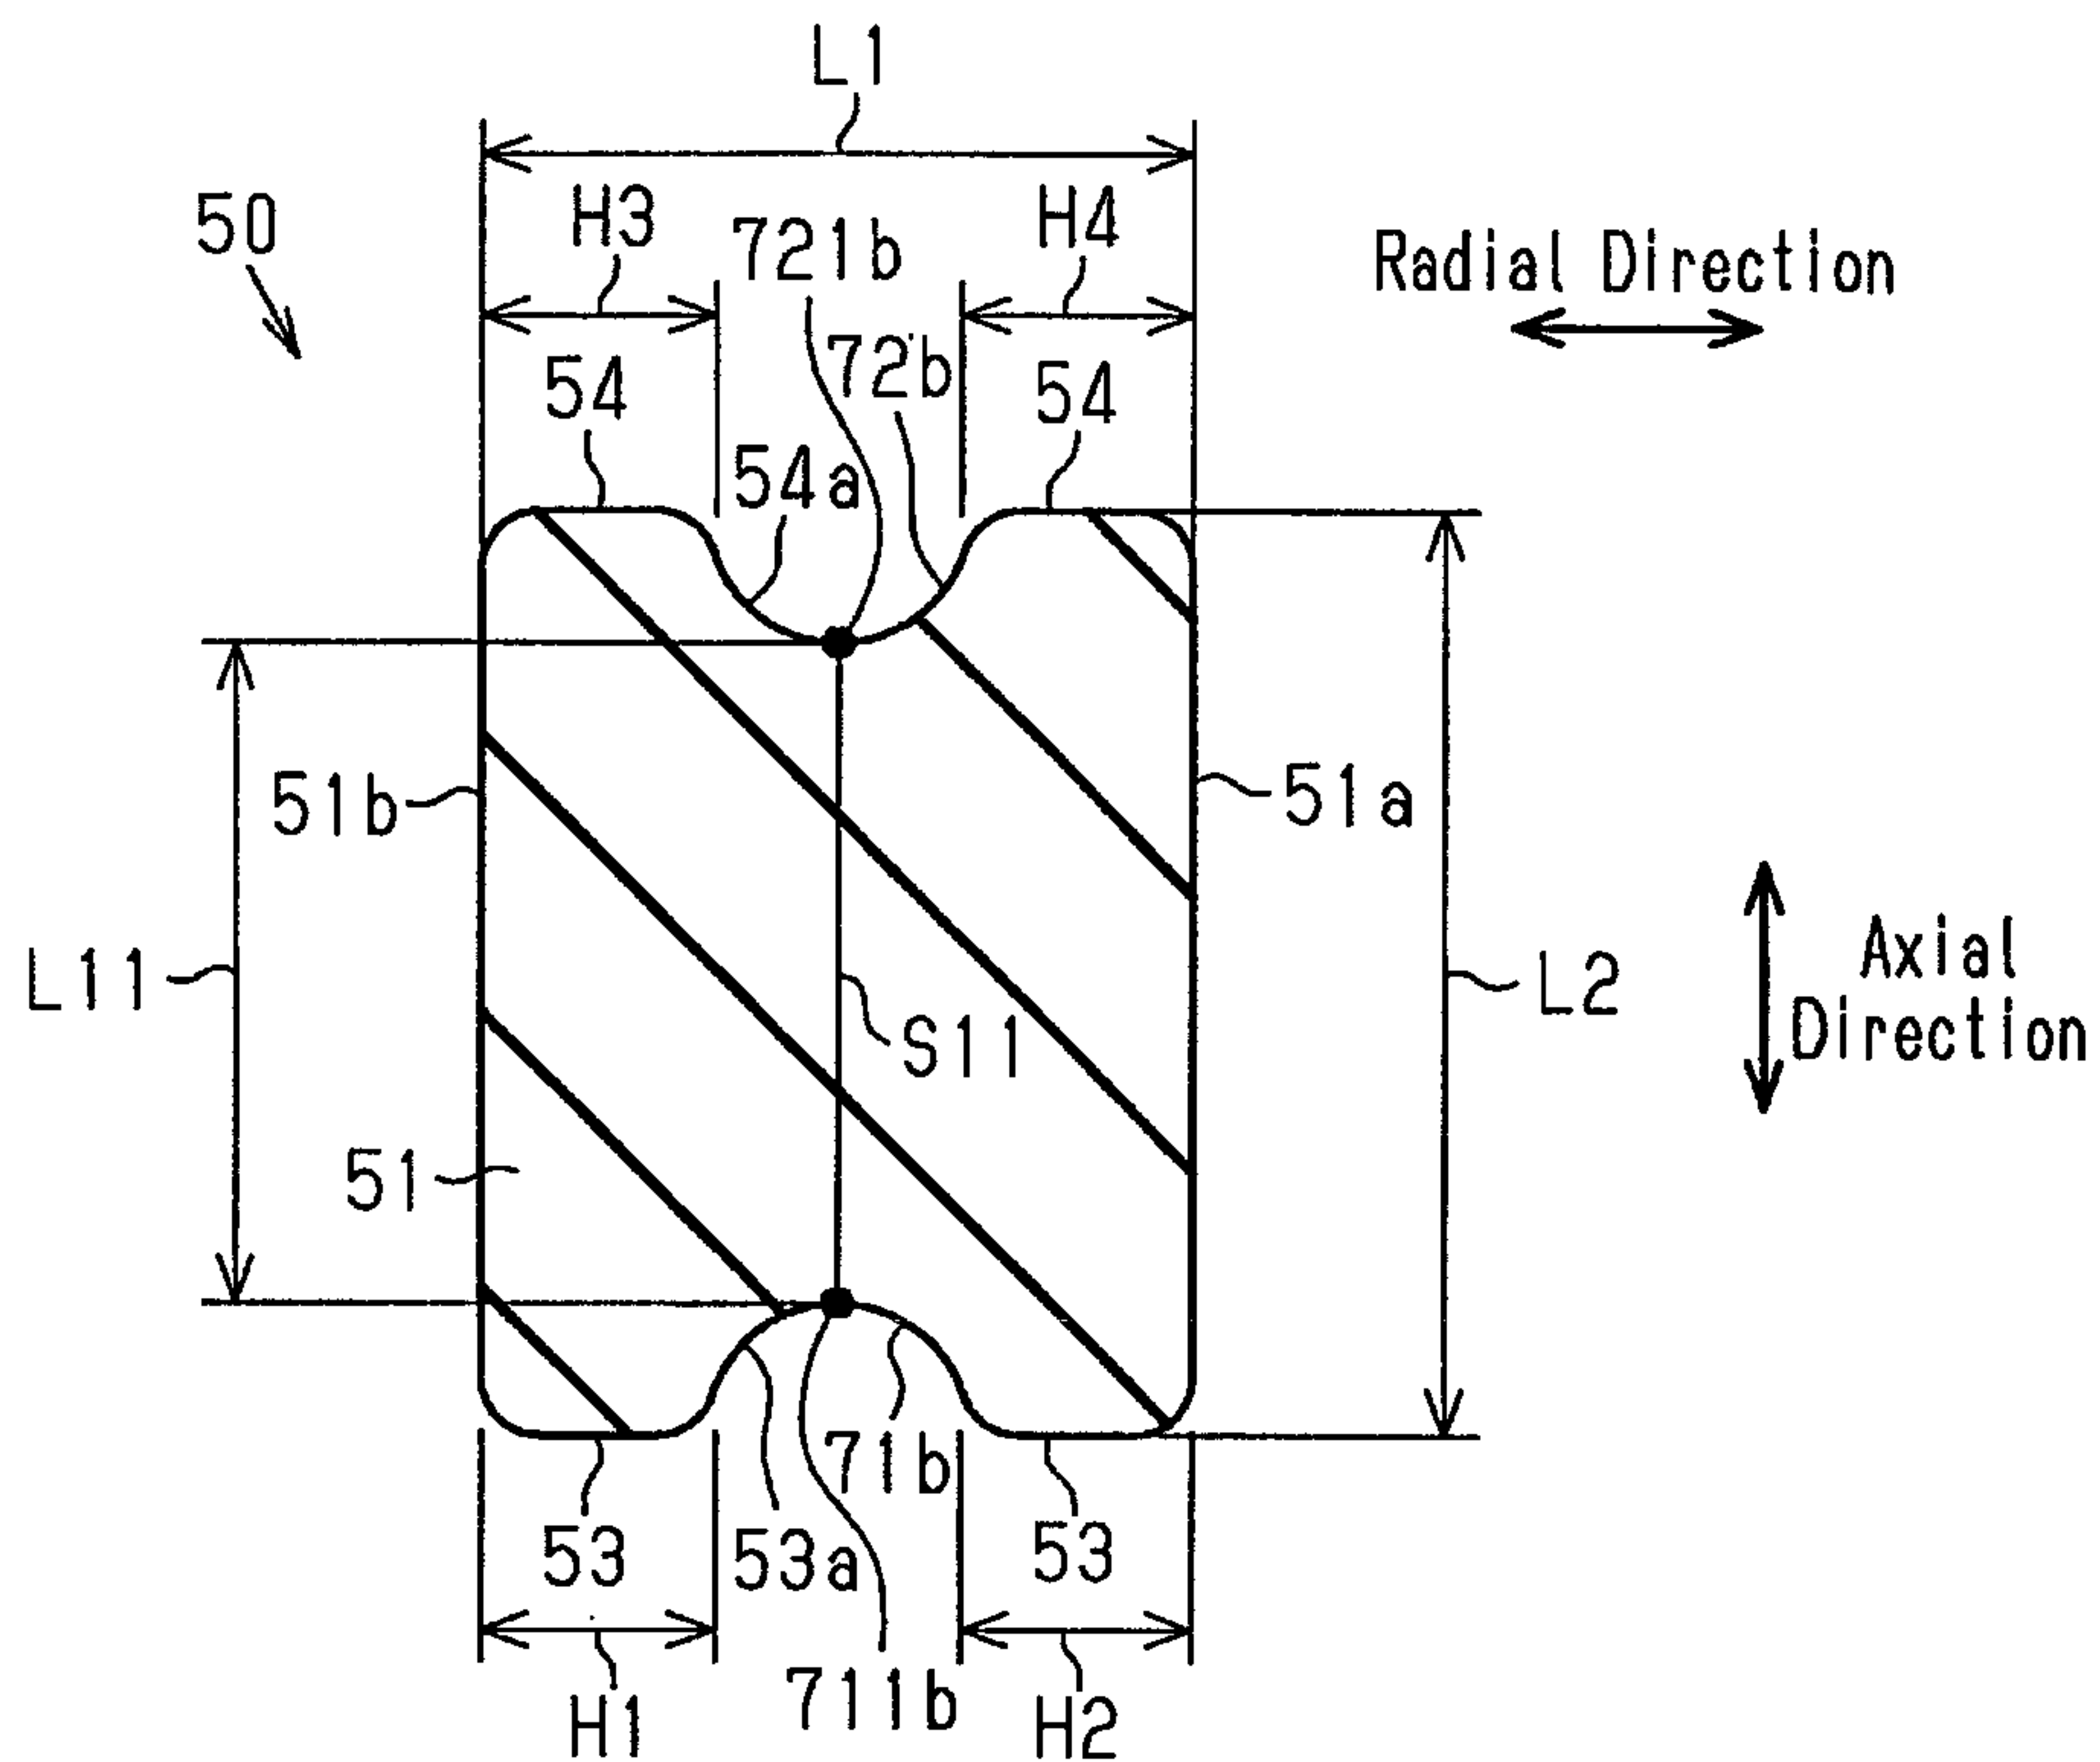 L1
50
H3
721b
H4
Radial Direction
72b
54
54
54a
51b
51a
L11
L2
Axial
Direction
S11
51
71b
53
53a
53
711b
H1
H2